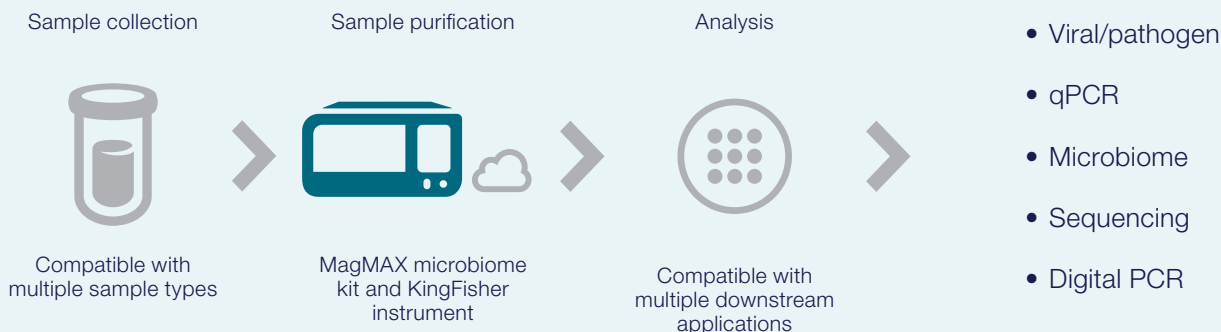 Sample collection
Sample purification
Analysis
Compatible with
multiple sample types
MagMAX microbiome
kit and KingFisher
instrument
Compatible with
multiple downstream
applications
• Viral/pathogen
• qPCR
• Microbiome
• Sequencing
• Digital PCR